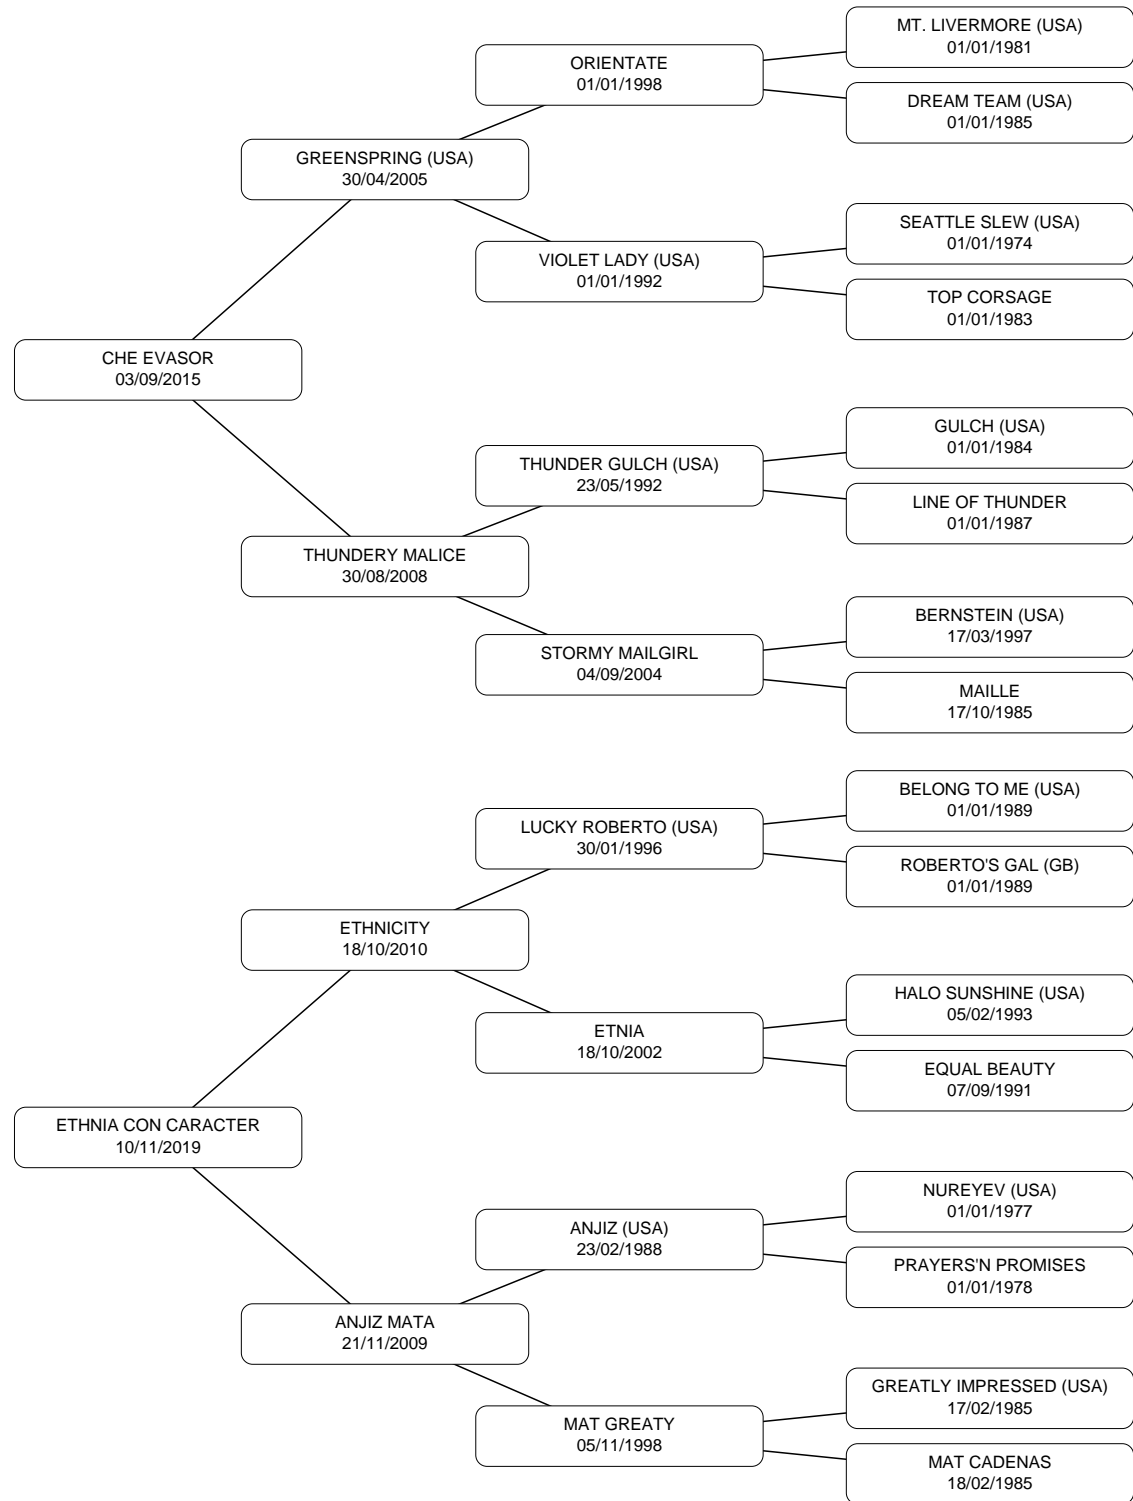 MT. LIVERMORE (USA)
01/01/1981
ORIENTATE
01/01/1998
DREAM TEAM (USA)
01/01/1985
GREENSPRING (USA)
30/04/2005
SEATTLE SLEW (USA)
01/01/1974
VIOLET LADY (USA)
01/01/1992
TOP CORSAGE
01/01/1983
CHE EVASOR
03/09/2015
GULCH (USA)
01/01/1984
THUNDER GULCH (USA)
23/05/1992
LINE OF THUNDER
01/01/1987
THUNDERY MALICE
30/08/2008
BERNSTEIN (USA)
17/03/1997
STORMY MAILGIRL
04/09/2004
MAILLE
17/10/1985
BELONG TO ME (USA)
01/01/1989
LUCKY ROBERTO (USA)
30/01/1996
ROBERTO'S GAL (GB)
01/01/1989
ETHNICITY
18/10/2010
HALO SUNSHINE (USA)
05/02/1993
ETNIA
18/10/2002
EQUAL BEAUTY
07/09/1991
ETHNIA CON CARACTER
10/11/2019
NUREYEV (USA)
01/01/1977
ANJIZ (USA)
23/02/1988
PRAYERS'N PROMISES
01/01/1978
ANJIZ MATA
21/11/2009
GREATLY IMPRESSED (USA)
17/02/1985
MAT GREATY
05/11/1998
MAT CADENAS
18/02/1985